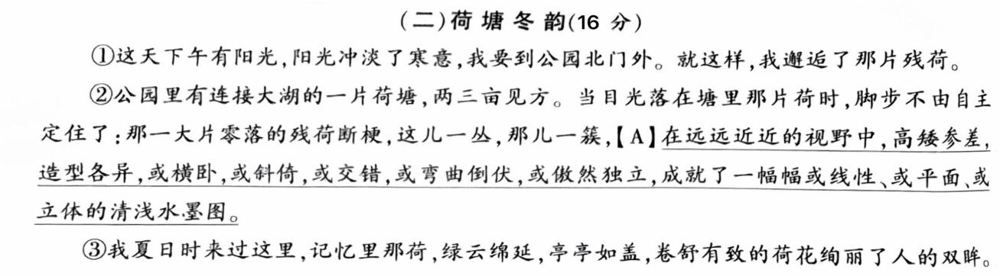 (二)荷塘冬韵(16 分)
①这天下午有阳光,阳光冲淡了寒意,我要到公园北门外。就这样,我邂逅了那片残荷。
②公园里有连接大湖的一片荷塘,两三亩见方。当目光落在塘里那片荷时,脚步不由自主
定住了:那一大片零落的残荷断梗,这儿一丛,那儿一簇,【A】在远远近近的视野中,高矮参差,
造型各异,或横卧,或斜倚,或交错,或弯曲倒伏,或傲然独立,成就了一幅幅或线性、或平面、或
立体的清浅水墨图。
③我夏日时来过这里,记忆里那荷,绿云绵延,亭亭如盖,卷舒有致的荷花绚丽了人的双眸。